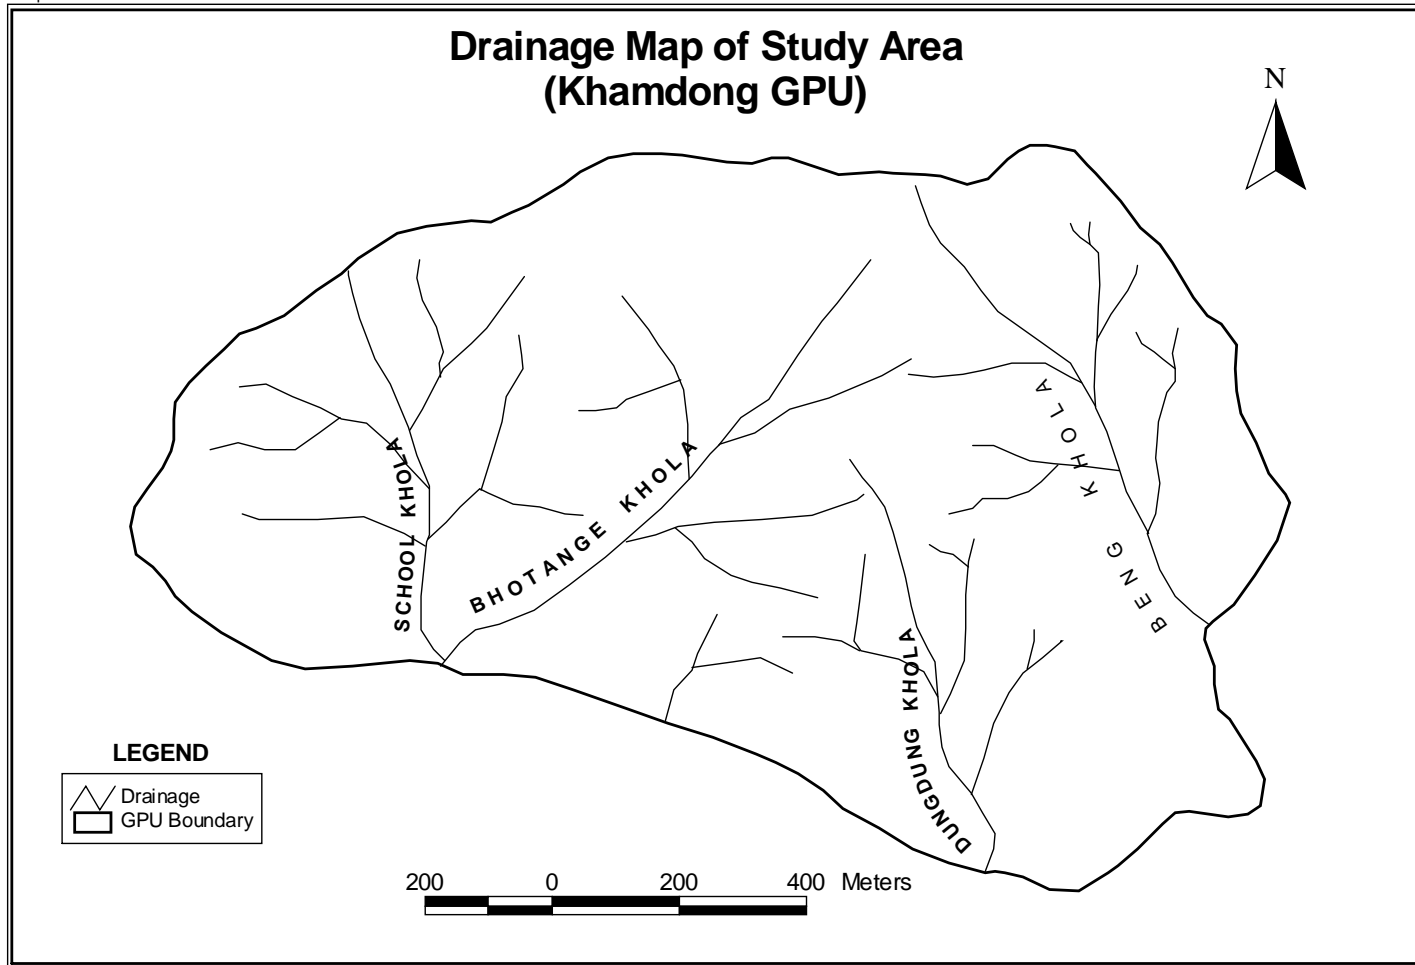 Drainage Map of Study Area
(Khamdong GPU)
N
SCHOOL KHOLA
BHOTANGE KHOLA
DUNGDUNG KHOLA
BENG KHOLA
LEGEND
Drainage
GPU Boundary
200 0 200 400 Meters